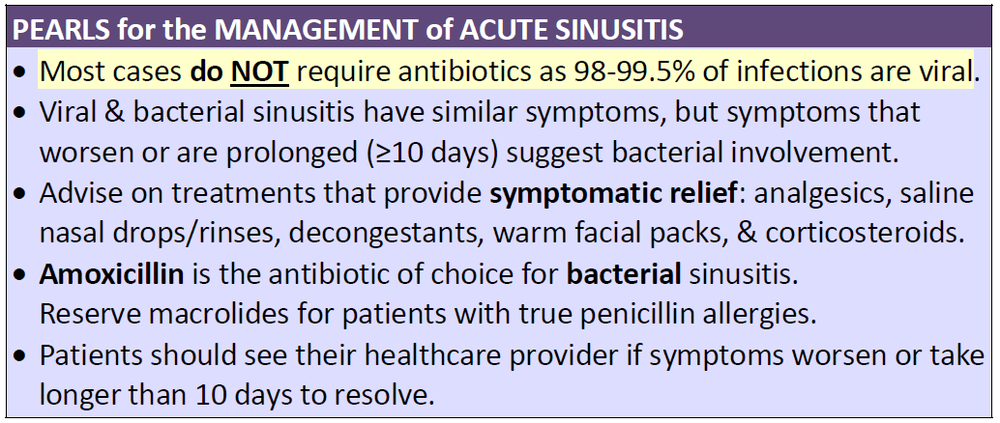 PEARLS for the MANAGEMENT of ACUTE SINUSITIS
• Most cases do NOT require antibiotics as 98-99.5% of infections are viral.
• Viral & bacterial sinusitis have similar symptoms, but symptoms that
worsen or are prolonged (≥10 days) suggest bacterial involvement.
• Advise on treatments that provide symptomatic relief: analgesics, saline
nasal drops/rinses, decongestants, warm facial packs, & corticosteroids.
• Amoxicillin is the antibiotic of choice for bacterial sinusitis.
Reserve macrolides for patients with true penicillin allergies.
• Patients should see their healthcare provider if symptoms worsen or take
longer than 10 days to resolve.